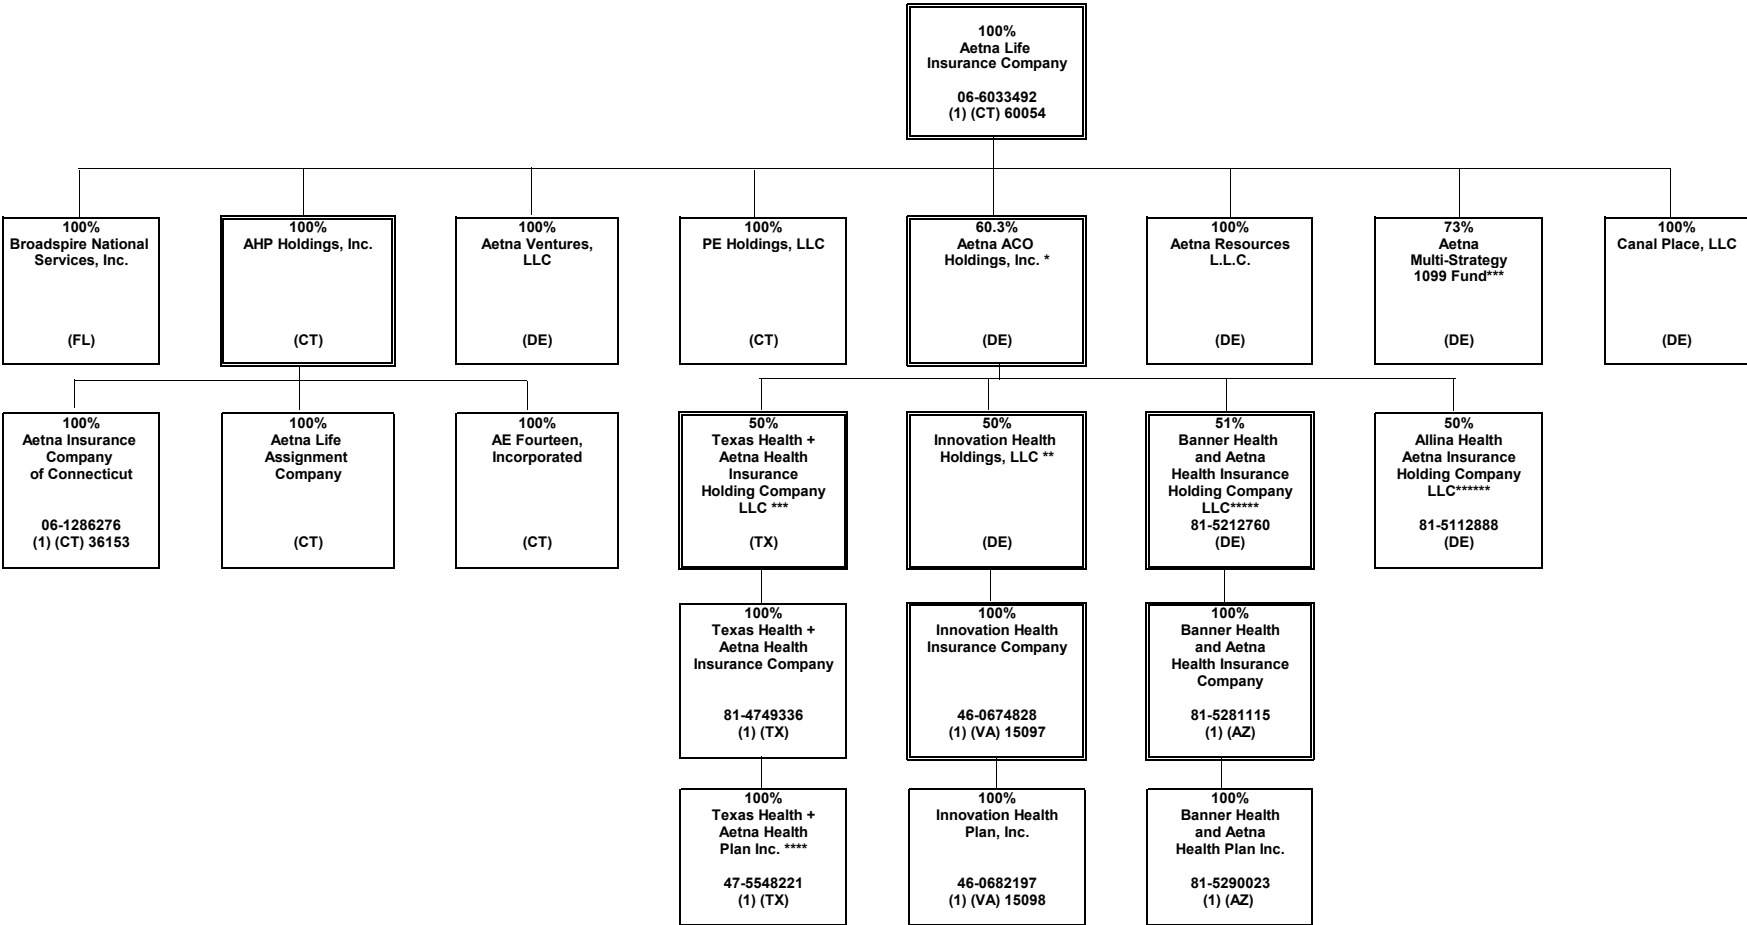 100%
Aetna Life
Insurance Company
06-6033492
(1) (CT) 60054
100%
Broadspire National
Services, Inc.
(FL)
100%
AHP Holdings, Inc.
(CT)
100%
Aetna Ventures,
LLC
(DE)
100%
PE Holdings, LLC
(CT)
60.3%
Aetna ACO
Holdings, Inc. *
(DE)
100%
Aetna Resources
L.L.C.
(DE)
73%
Aetna
Multi-Strategy
1099 Fund***
(DE)
100%
Canal Place, LLC
(DE)
100%
Aetna Insurance
Company
of Connecticut
06-1286276
(1) (CT) 36153
100%
Aetna Life
Assignment
Company
(CT)
100%
AE Fourteen,
Incorporated
(CT)
50%
Texas Health +
Aetna Health
Insurance
Holding Company
LLC ***
(TX)
50%
Innovation Health
Holdings, LLC **
(DE)
51%
Banner Health
and Aetna
Health Insurance
Holding Company
LLC*****
81-5212760
(DE)
50%
Allina Health
Aetna Insurance
Holding Company
LLC******
81-5112888
(DE)
100%
Texas Health +
Aetna Health
Insurance Company
81-4749336
(1) (TX)
100%
Innovation Health
Insurance Company
46-0674828
(1) (VA) 15097
100%
Banner Health
and Aetna
Health Insurance
Company
81-5281115
(1) (AZ)
100%
Texas Health +
Aetna Health
Plan Inc. ****
47-5548221
(1) (TX)
100%
Innovation Health
Plan, Inc.
46-0682197
(1) (VA) 15098
100%
Banner Health
and Aetna
Health Plan Inc.
81-5290023
(1) (AZ)